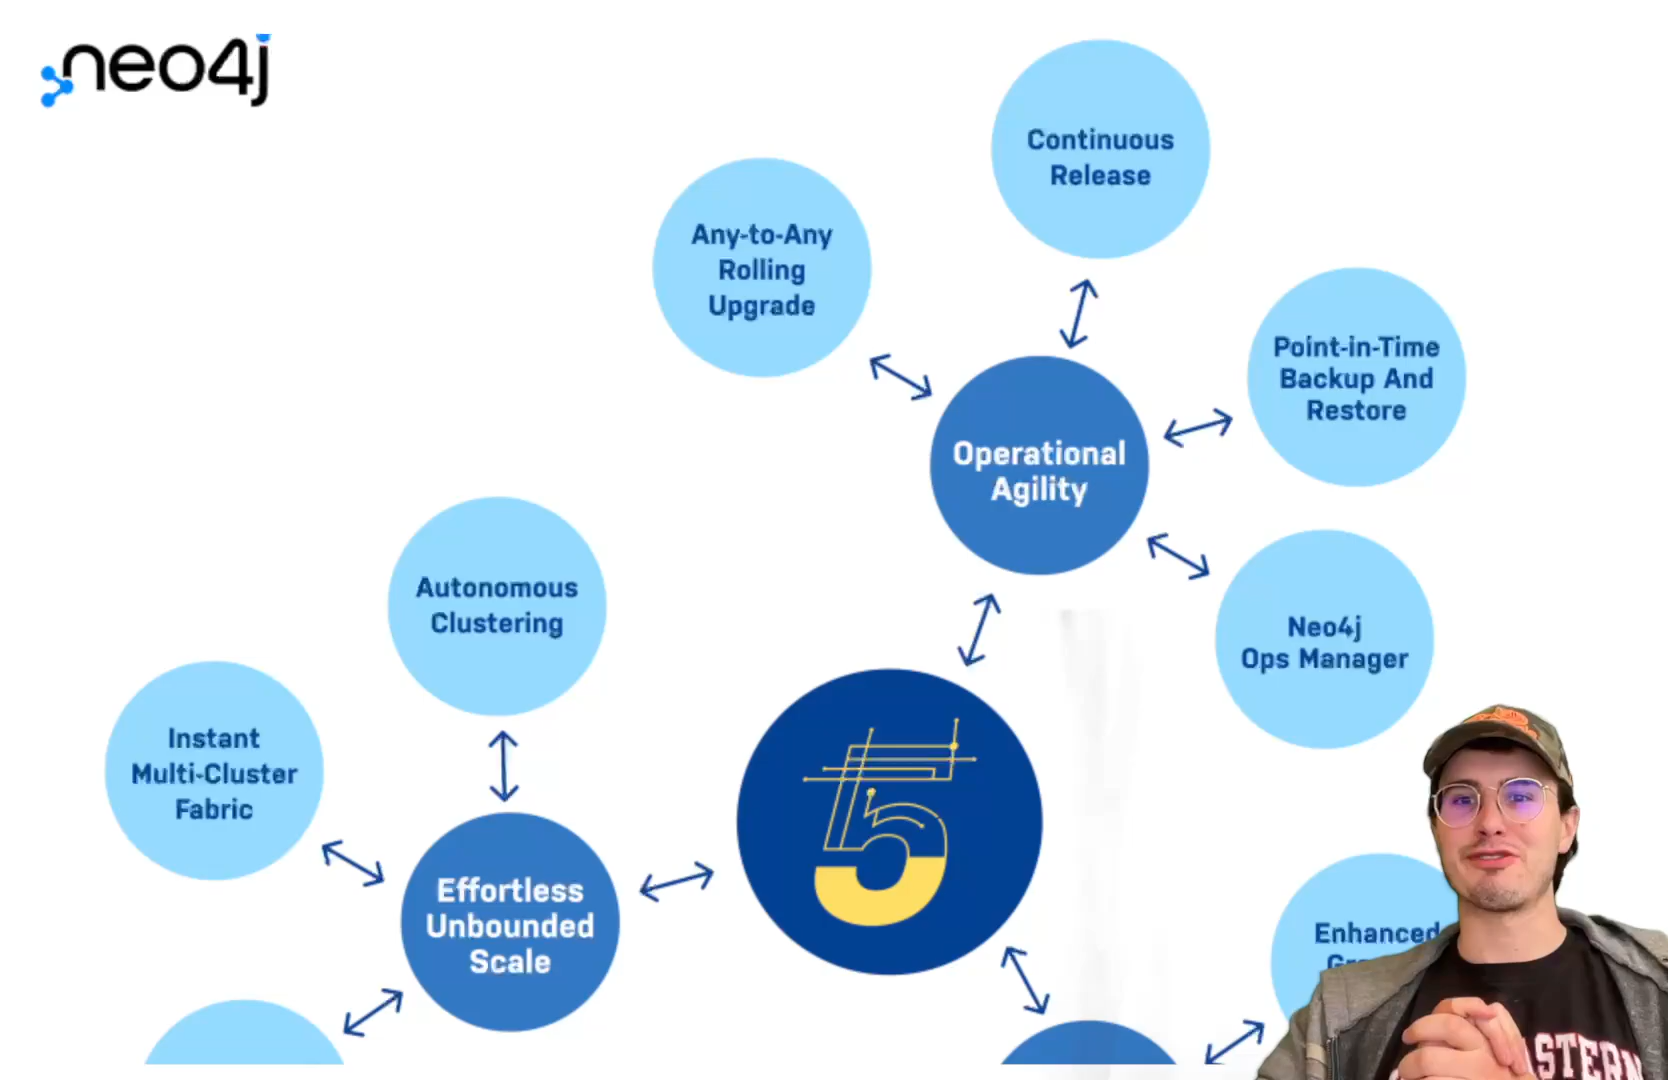 neo4j
Continuous
Release
Any-to-Any
Rolling
Upgrade
Point-in-Time
Backup And
Restore
Operational
Agility
Autonomous
Clustering
Neo4j
Ops Manager
Instant
Multi-Cluster
Fabric
5
Effortless
Unbounded
Scale
Enhanced